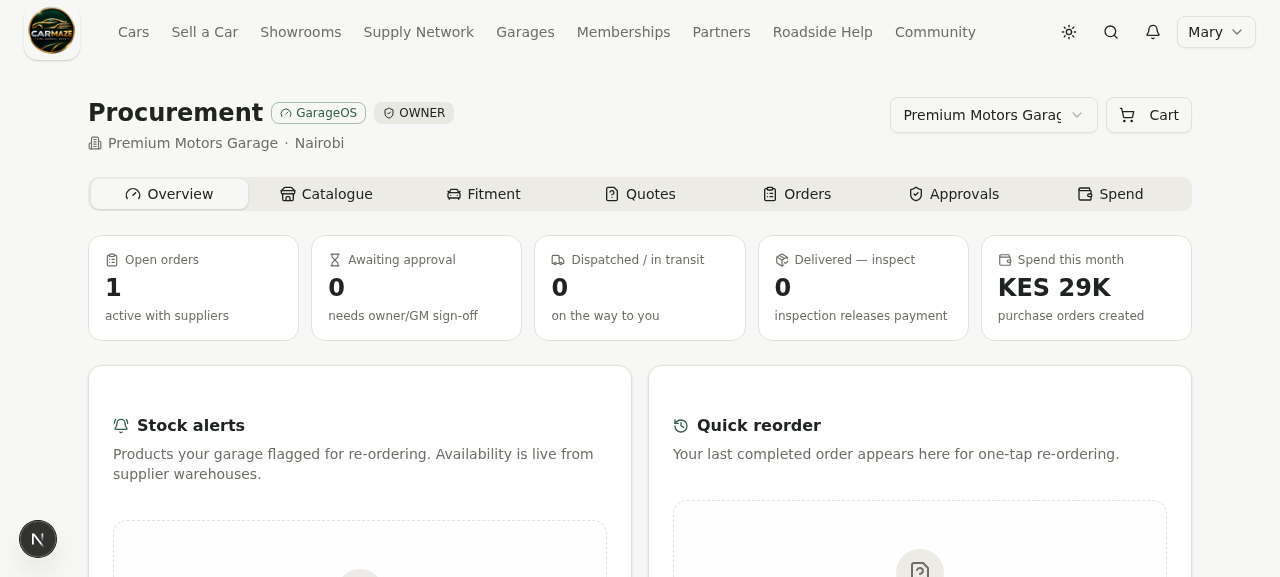 CARMAZE
Cars Sell a Car Showrooms Supply Network Garages Memberships Partners Roadside Help Community
Mary
Procurement GarageOS OWNER
Premium Motors Garage · Nairobi
Premium Motors Garag
Cart
Overview Catalogue Fitment Quotes Orders Approvals Spend
Open orders
1
active with suppliers
Awaiting approval
0
needs owner/GM sign-off
Dispatched / in transit
0
on the way to you
Delivered — inspect
0
inspection releases payment
Spend this month
KES 29K
purchase orders created
Stock alerts
Products your garage flagged for re-ordering. Availability is live from
supplier warehouses.
Quick reorder
Your last completed order appears here for one-tap re-ordering.
N